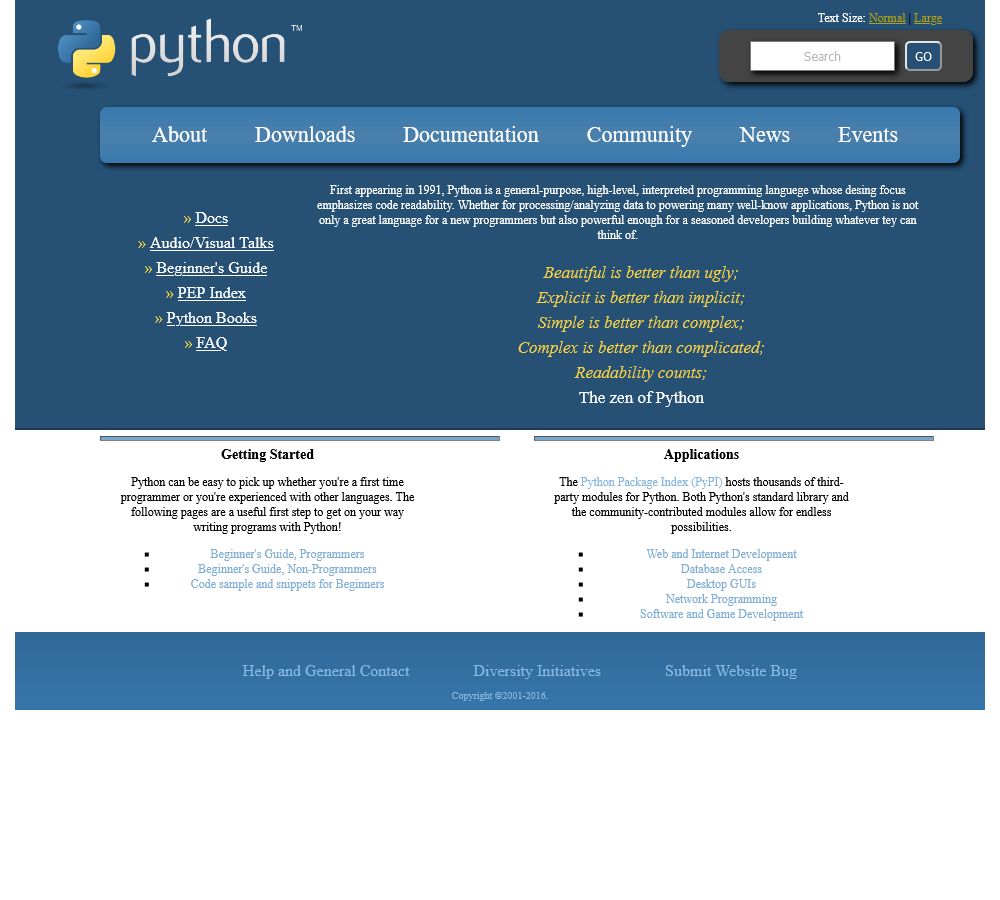 Text Size: Normal | Large
python™
Search
GO
About Downloads Documentation Community News Events
First appearing in 1991, Python is a general-purpose, high-level, interpreted programming languege whose desing focus
emphasizes code readability. Whether for processing/analyzing data to powering many well-know applications, Python is not
only a great language for a new programmers but also powerful enough for a seasoned developers building whatever tey can
think of.
» Docs
» Audio/Visual Talks
» Beginner's Guide
» PEP Index
» Python Books
» FAQ
Beautiful is better than ugly;
Explicit is better than implicit;
Simple is better than complex;
Complex is better than complicated;
Readability counts;
The zen of Python
Getting Started
Python can be easy to pick up whether you're a first time
programmer or you're experienced with other languages. The
following pages are a useful first step to get on your way
writing programs with Python!
▪ Beginner's Guide, Programmers
▪ Beginner's Guide, Non-Programmers
▪ Code sample and snippets for Beginners
Applications
The Python Package Index (PyPI) hosts thousands of third-
party modules for Python. Both Python's standard library and
the community-contributed modules allow for endless
possibilities.
▪ Web and Internet Development
▪ Database Access
▪ Desktop GUIs
▪ Network Programming
▪ Software and Game Development
Help and General Contact Diversity Initiatives Submit Website Bug
Copyright ©2001-2016.